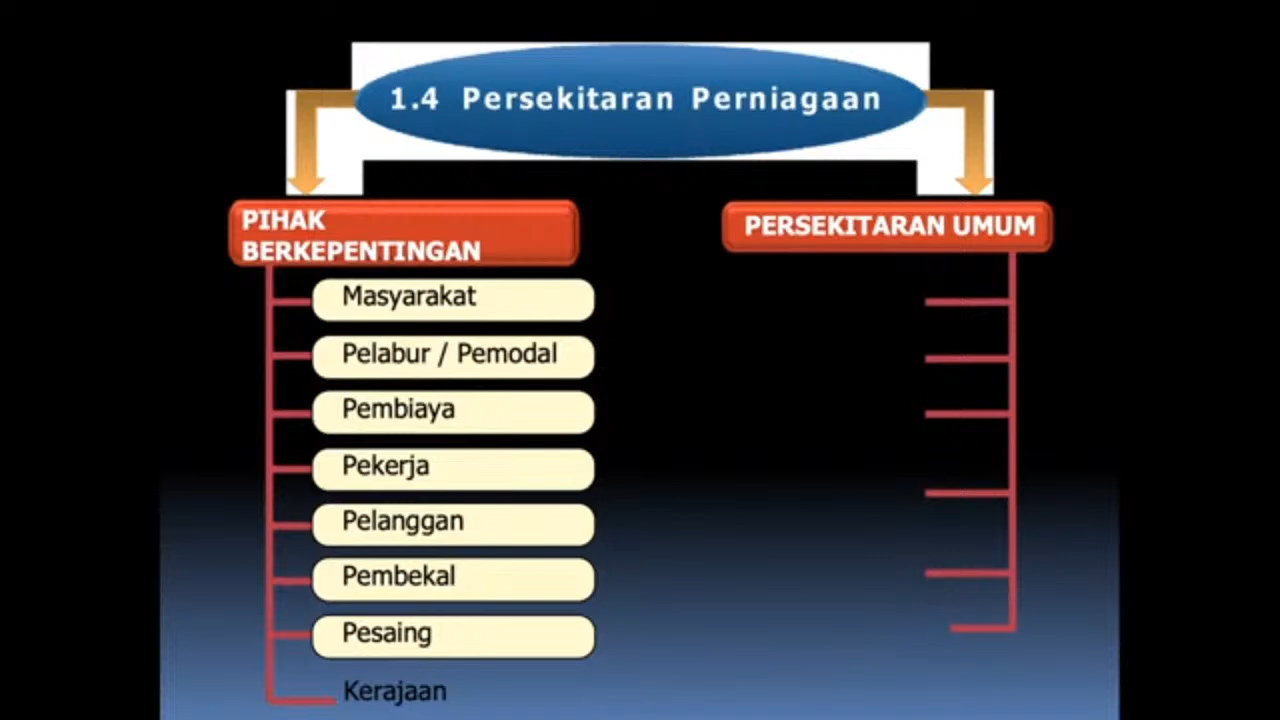 1.4 Persekitaran Perniagaan
PIHAK
BERKEPENTINGAN
Masyarakat
Pelabur / Pemodal
Pembiaya
Pekerja
Pelanggan
Pembekal
Pesaing
Kerajaan
PERSEKITARAN UMUM